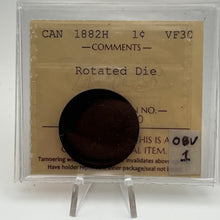 CAN 1882H 1¢ VF30
COMMENTS
Rotated Die
NO.
0
THIS IS A
AL ITEM.
OBV
1
Tampering w
invalidates above
Have holder
package/seal not